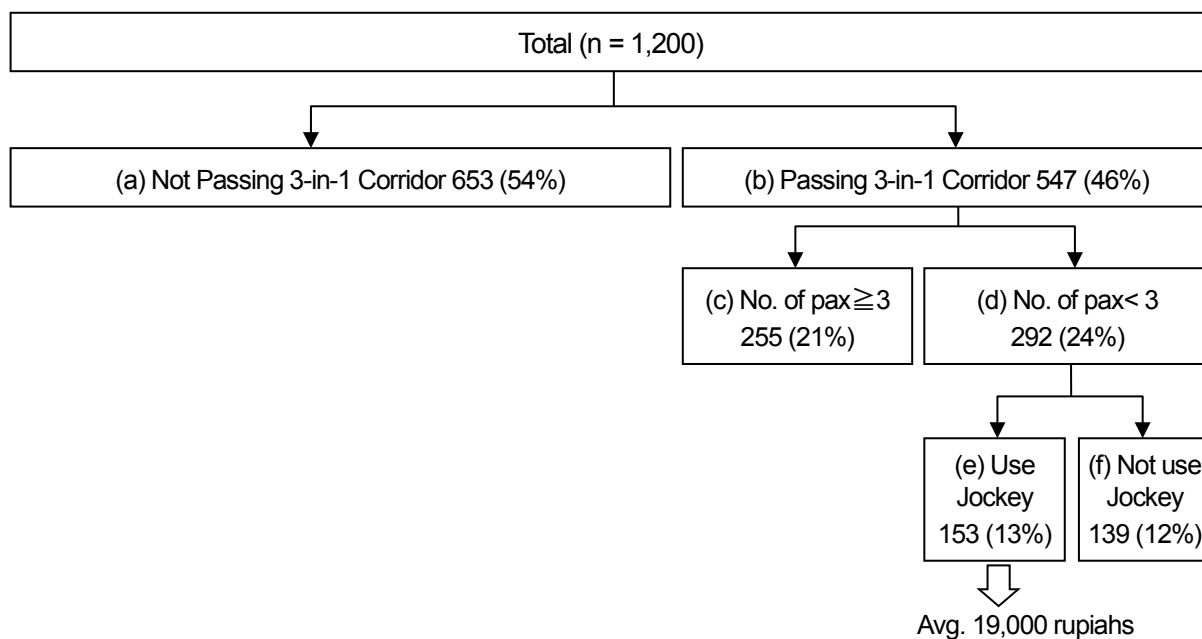 Total (n = 1,200)
(a) Not Passing 3-in-1 Corridor 653 (54%)
(b) Passing 3-in-1 Corridor 547 (46%)
(c) No. of pax≧3
255 (21%)
(d) No. of pax< 3
292 (24%)
(e) Use
Jockey
153 (13%)
(f) Not use
Jockey
139 (12%)
Avg. 19,000 rupiahs